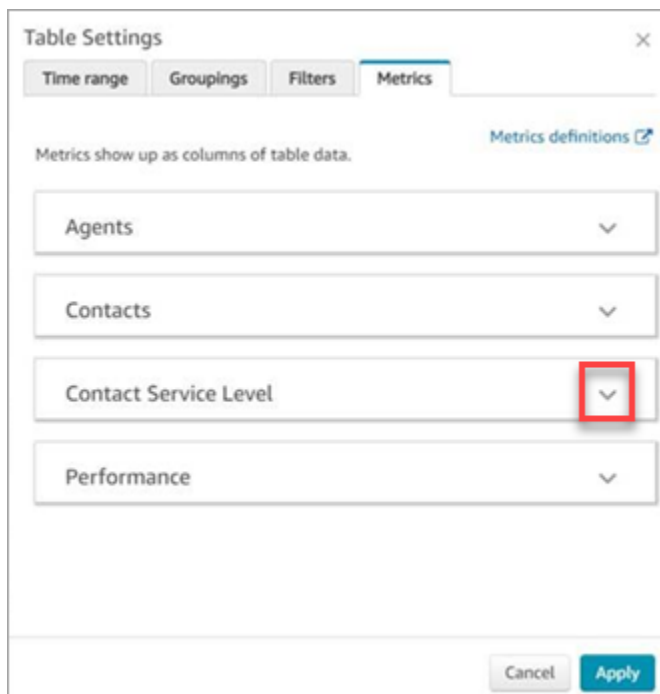 Table Settings
Time range Groupings Filters Metrics
Metrics definitions
Metrics show up as columns of table data.
Agents
Contacts
Contact Service Level
Performance
Cancel Apply